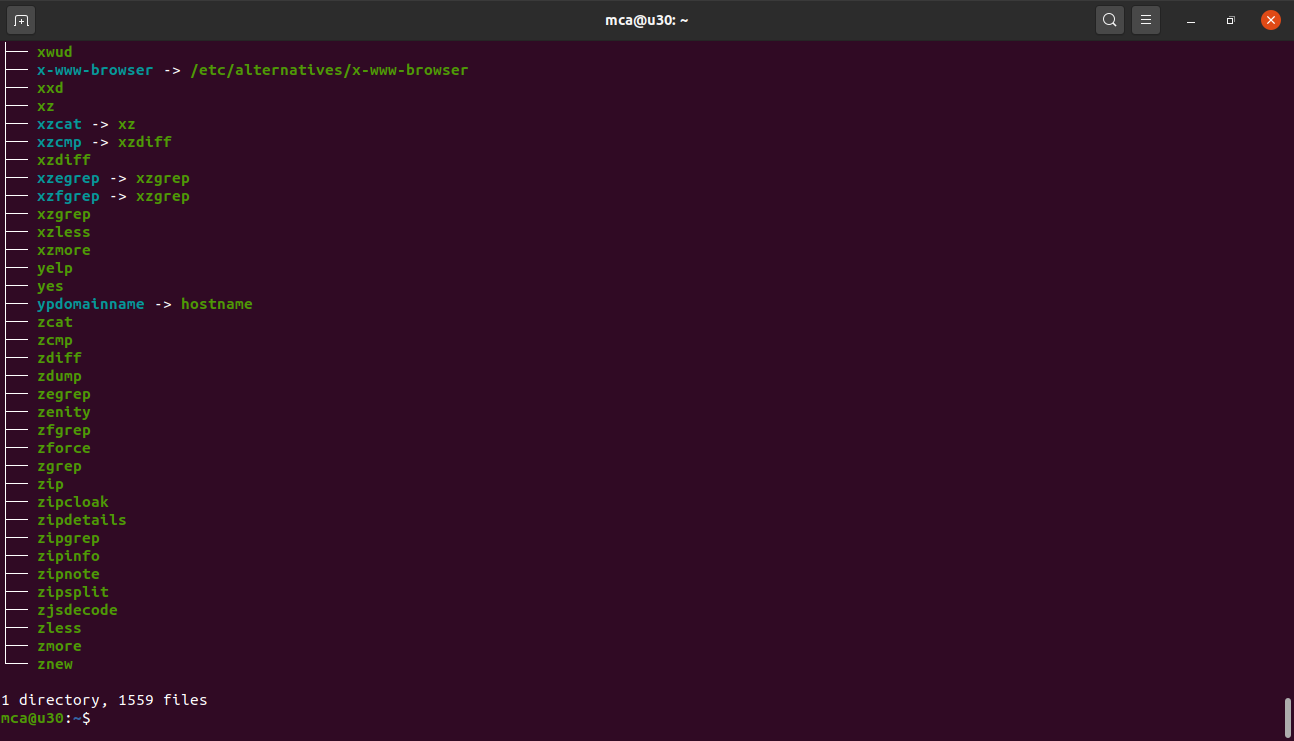 mca@u30: ~
├── xwud
├── x-www-browser -> /etc/alternatives/x-www-browser
├── xxd
├── xz
├── xzcat -> xz
├── xzcmp -> xzdiff
├── xzdiff
├── xzegrep -> xzgrep
├── xzfgrep -> xzgrep
├── xzgrep
├── xzless
├── xzmore
├── yelp
├── yes
├── ypdomainname -> hostname
├── zcat
├── zcmp
├── zdiff
├── zdump
├── zegrep
├── zenity
├── zfgrep
├── zforce
├── zgrep
├── zip
├── zipcloak
├── zipdetails
├── zipgrep
├── zipinfo
├── zipnote
├── zipsplit
├── zjsdecode
├── zless
├── zmore
└── znew
1 directory, 1559 files
mca@u30:~$